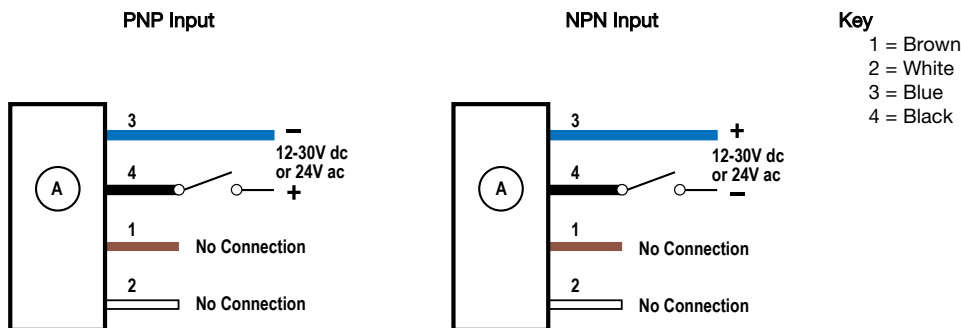 PNP Input
3
−
12-30V dc
or 24V ac
A
4
+
1
No Connection
2
No Connection
NPN Input
3
+
12-30V dc
or 24V ac
A
4
−
1
No Connection
2
No Connection
Key
1 = Brown
2 = White
3 = Blue
4 = Black